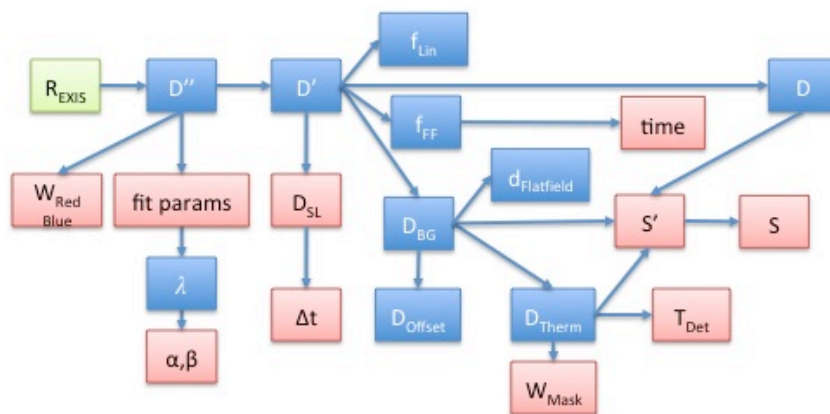 f_Lin
R_EXIS
D″
D′
D
f_FF
time
d_Flatfield
W_Red
Blue
fit params
D_SL
D_BG
S′
S
λ
D_Offset
Δt
D_Therm
T_Det
α,β
W_Mask